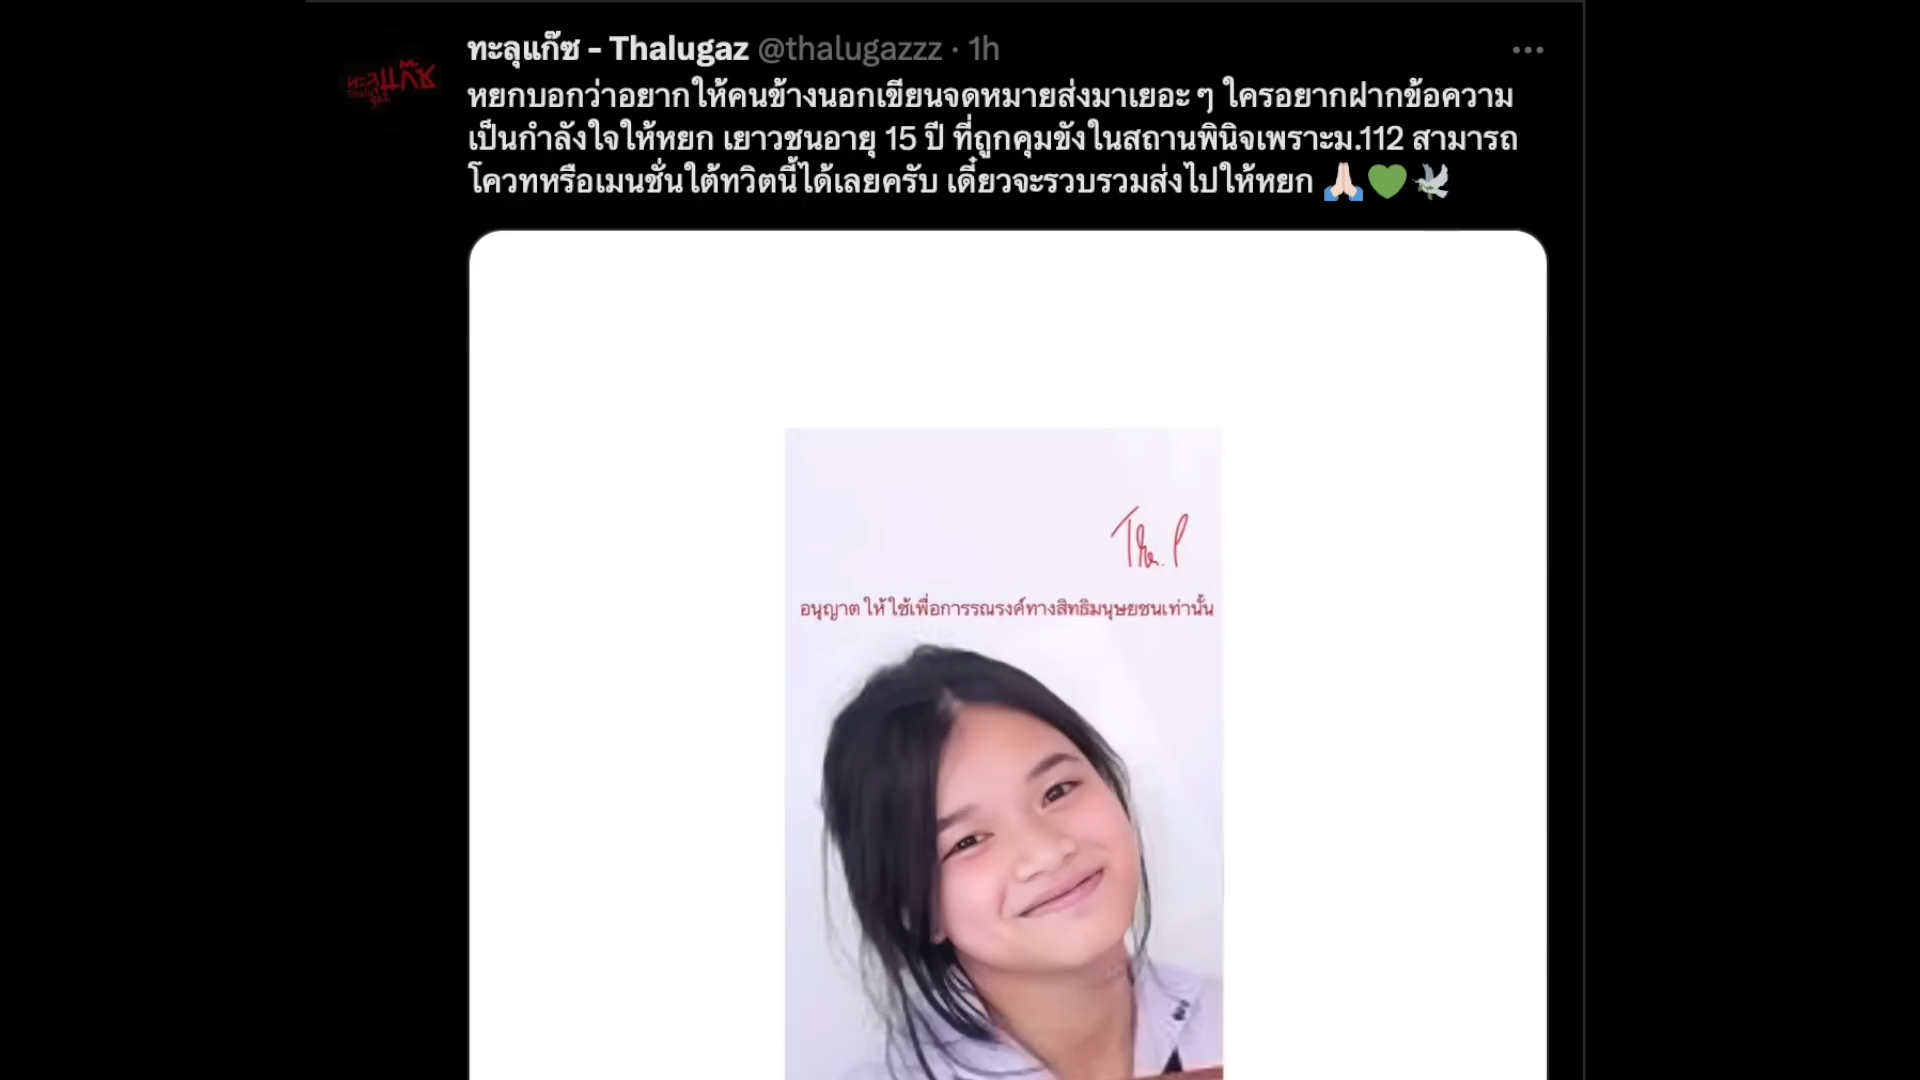 ทะลุแก๊ซ - Thalugaz @thalugazzz · 1h
ทะลุแก๊ซ
THALUGAZ
หยกบอกว่าอยากให้คนข้างนอกเขียนจดหมายส่งมาเยอะ ๆ ใครอยากฝากข้อความ
เป็นกำลังใจให้หยก เยาวชนอายุ 15 ปี ที่ถูกคุมขังในสถานพินิจเพราะม.112 สามารถ
โควทหรือเมนชั่นใต้ทวิตนี้ได้เลยครับ เดี๋ยวจะรวบรวมส่งไปให้หยก 🙏🏻💚🕊️
อนุญาต ให้ ใช้เพื่อการรณรงค์ทางสิทธิมนุษยชนเท่านั้น